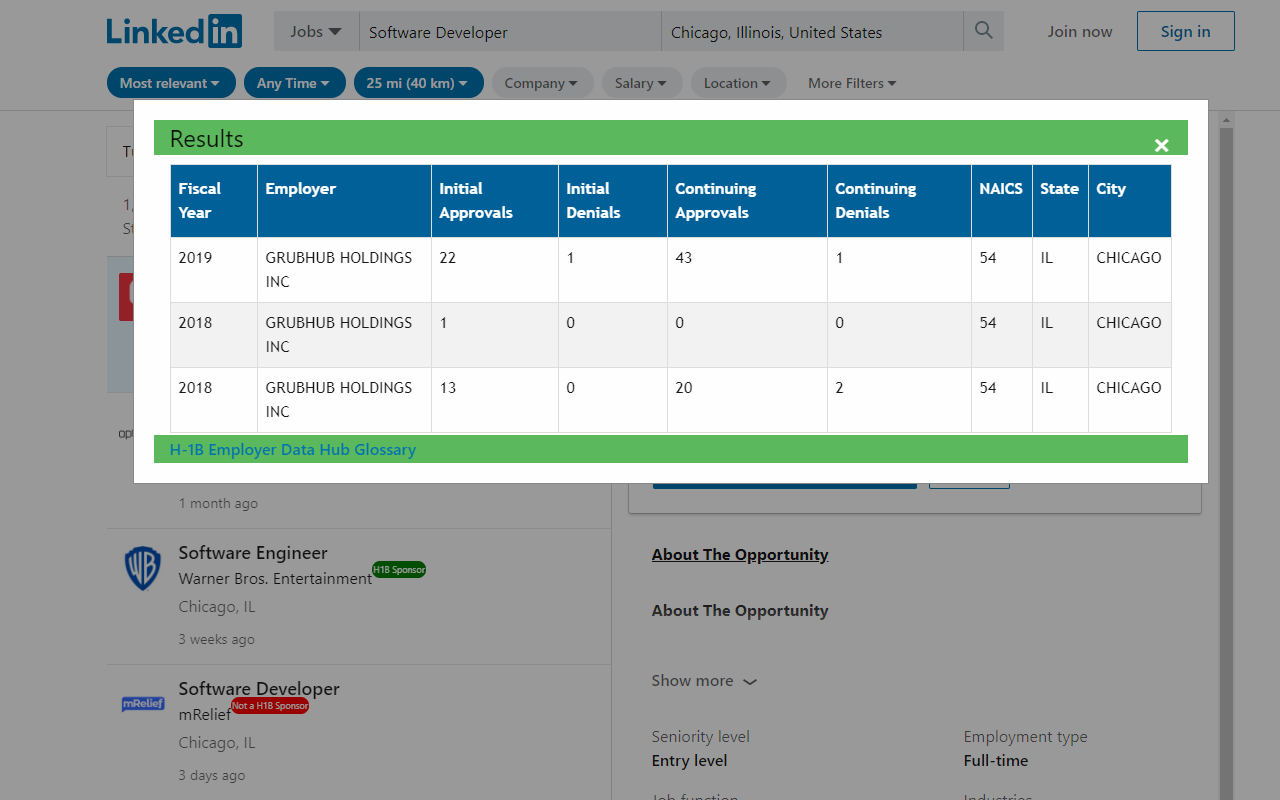 Linked in
Jobs
Software Developer
Chicago, Illinois, United States
Join now
Sign in
Most relevant
Any Time
25 mi (40 km)
Company
Salary
Location
More Filters
Results
Fiscal Year
Employer
Initial Approvals
Initial Denials
Continuing Approvals
Continuing Denials
NAICS
State
City
2019 GRUBHUB HOLDINGS INC 22 1 43 1 54 IL CHICAGO
2018 GRUBHUB HOLDINGS INC 1 0 0 0 54 IL CHICAGO
2018 GRUBHUB HOLDINGS INC 13 0 20 2 54 IL CHICAGO
H-1B Employer Data Hub Glossary
1 month ago
Software Engineer
Warner Bros. Entertainment
H1B Sponsor
Chicago, IL
3 weeks ago
mRelief
Software Developer
mRelief
Not a H1B Sponsor
Chicago, IL
3 days ago
About The Opportunity
About The Opportunity
Show more
Seniority level
Entry level
Employment type
Full-time
Job function
Industries